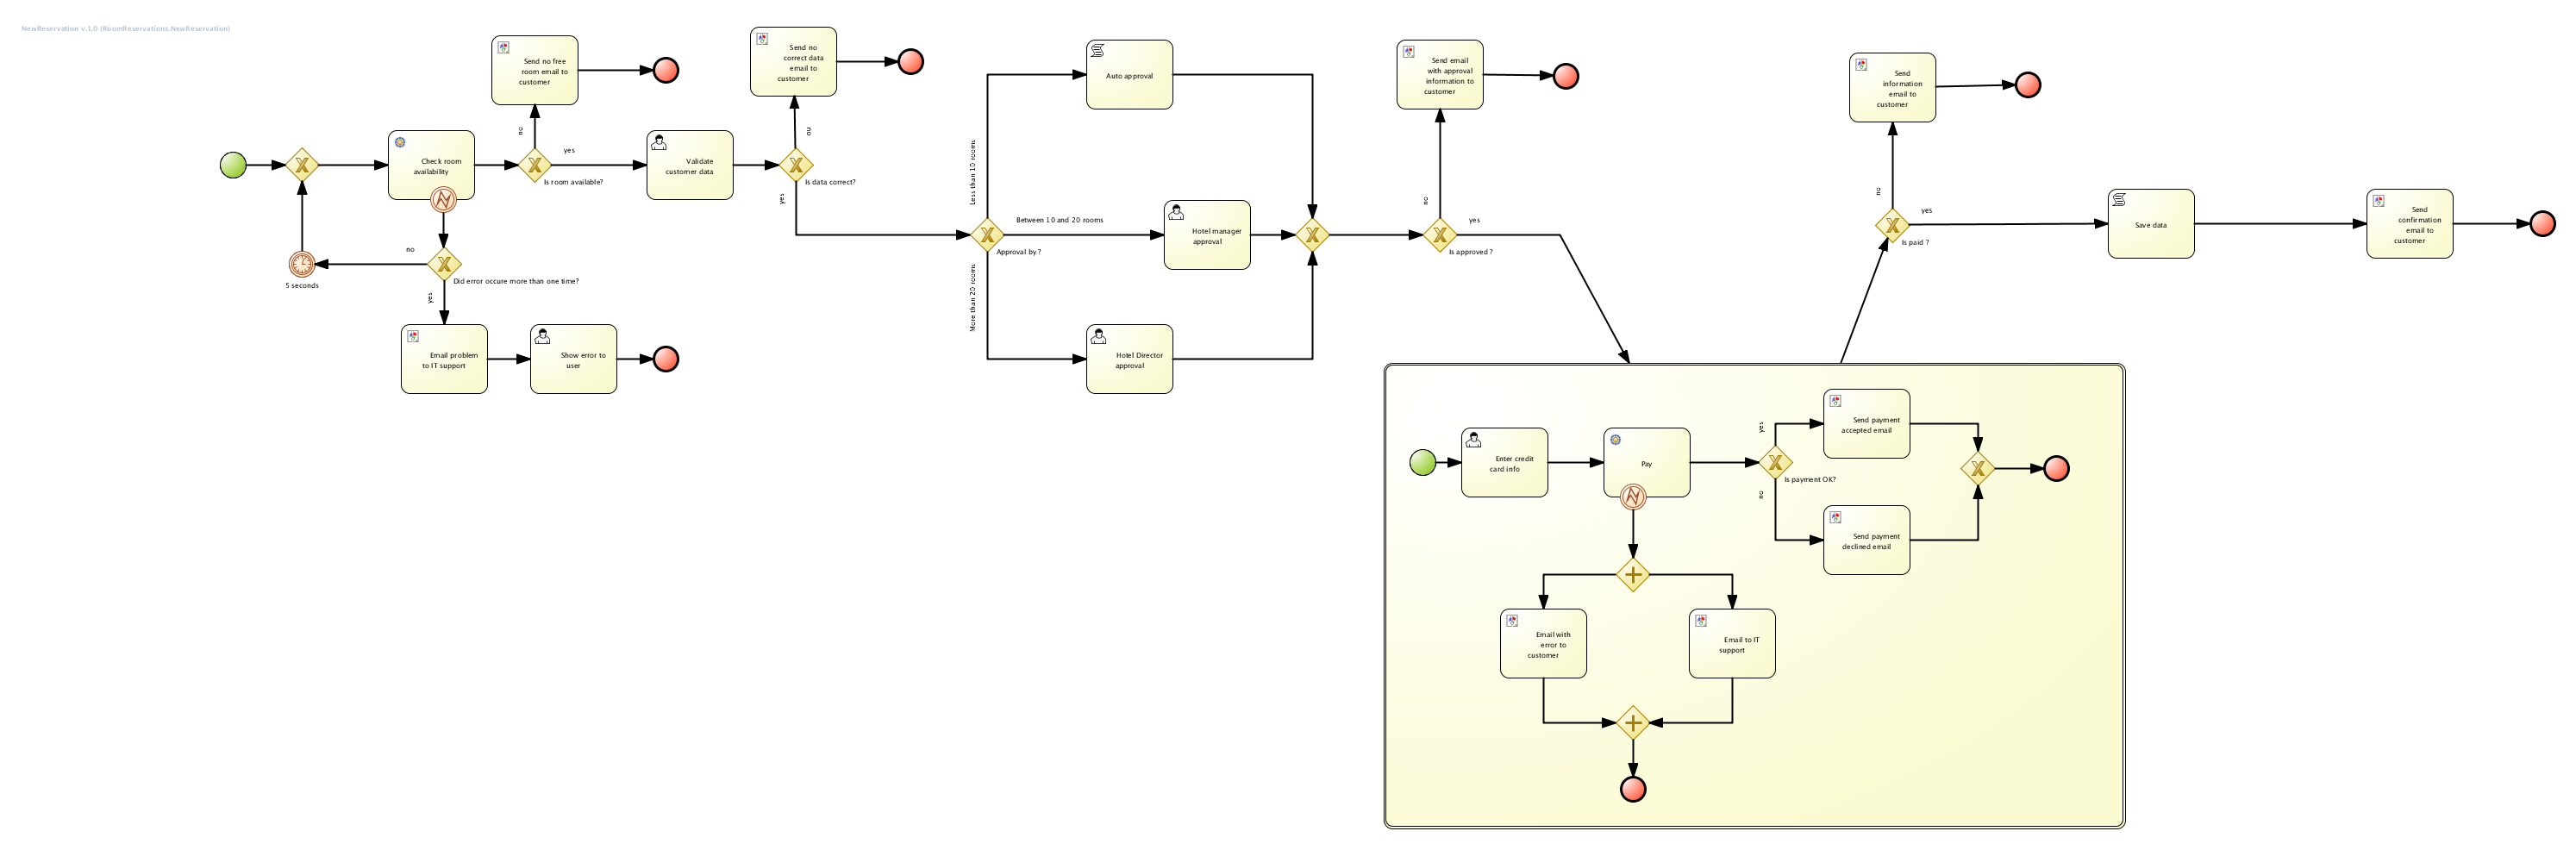 NewReservation v.1.0 (RoomReservations.NewReservation)
Send no free
room email to
customer
Send no
correct data
email to
customer
Check room
availability
no
yes
Is room available?
Validate
customer data
no
yes
Is data correct?
no
5 seconds
Did error occure more than one time?
yes
Email problem
to IT support
Show error to
user
Less than 10 rooms
Between 10 and 20 rooms
More than 20 rooms
Approval by ?
Auto approval
Hotel manager
approval
Hotel Director
approval
Send email
with approval
information to
customer
no
yes
Is approved ?
Enter credit
card info
Pay
yes
no
Is payment OK?
Send payment
accepted email
Send payment
declined email
Email with
error to
customer
Email to IT
support
Send
information
email to
customer
no
yes
Is paid ?
Save data
Send
confirmation
email to
customer